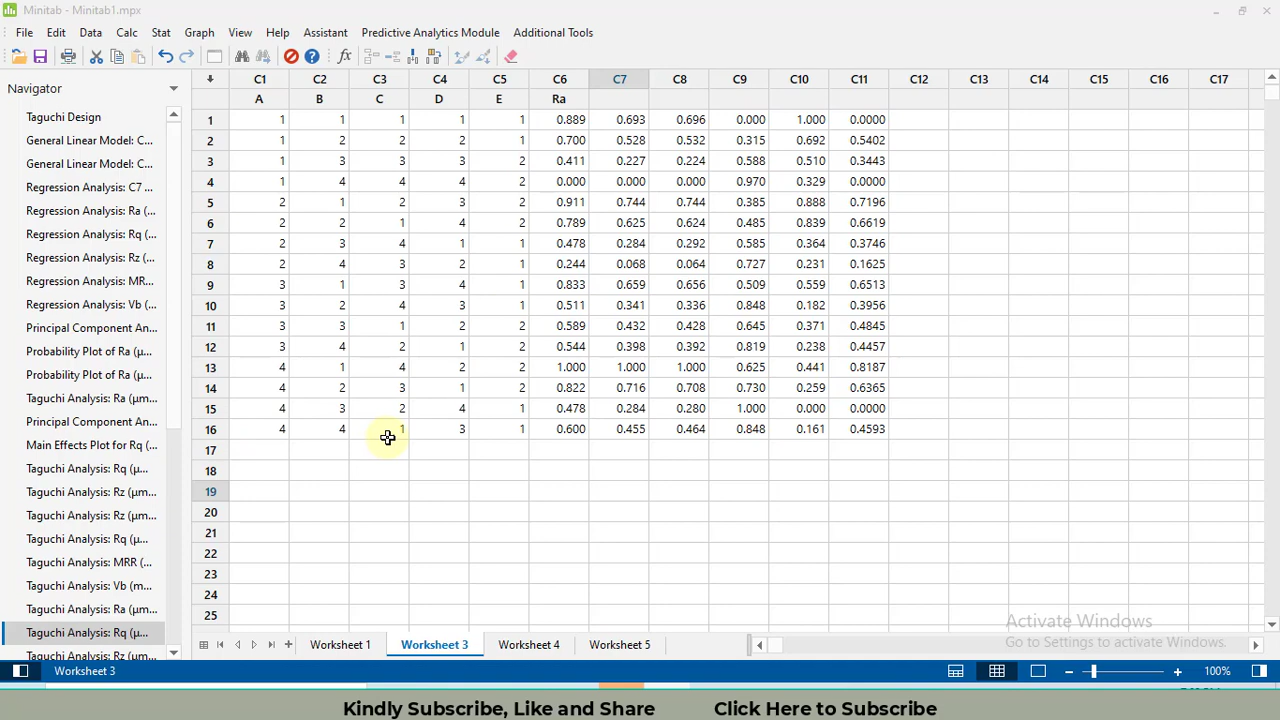 Minitab - Minitab1.mpx
File Edit Data Calc Stat Graph View Help Assistant Predictive Analytics Module Additional Tools
Navigator
Taguchi Design
General Linear Model: C...
General Linear Model: C...
Regression Analysis: C7 ...
Regression Analysis: Ra (...
Regression Analysis: Rq (...
Regression Analysis: Rz (...
Regression Analysis: MR...
Regression Analysis: Vb (...
Principal Component An...
Probability Plot of Ra (µ...
Probability Plot of Ra (µ...
Taguchi Analysis: Ra (µm...
Principal Component An...
Main Effects Plot for Rq (...
Taguchi Analysis: Rq (µ...
Taguchi Analysis: Rz (µm...
Taguchi Analysis: Rz (µm...
Taguchi Analysis: Rq (µ...
Taguchi Analysis: MRR (...
Taguchi Analysis: Vb (m...
Taguchi Analysis: Ra (µm...
Taguchi Analysis: Rq (µ...
Taguchi Analysis: Rz (µm...
C1 C2 C3 C4 C5 C6 C7 C8 C9 C10 C11 C12 C13 C14 C15 C16 C17
A B C D E Ra
1 1 1 1 1 1 0.889 0.693 0.696 0.000 1.000 0.0000
2 1 2 2 2 1 0.700 0.528 0.532 0.315 0.692 0.5402
3 1 3 3 3 2 0.411 0.227 0.224 0.588 0.510 0.3443
4 1 4 4 4 2 0.000 0.000 0.000 0.970 0.329 0.0000
5 2 1 2 3 2 0.911 0.744 0.744 0.385 0.888 0.7196
6 2 2 1 4 2 0.789 0.625 0.624 0.485 0.839 0.6619
7 2 3 4 1 1 0.478 0.284 0.292 0.585 0.364 0.3746
8 2 4 3 2 1 0.244 0.068 0.064 0.727 0.231 0.1625
9 3 1 3 4 1 0.833 0.659 0.656 0.509 0.559 0.6513
10 3 2 4 3 1 0.511 0.341 0.336 0.848 0.182 0.3956
11 3 3 1 2 2 0.589 0.432 0.428 0.645 0.371 0.4845
12 3 4 2 1 2 0.544 0.398 0.392 0.819 0.238 0.4457
13 4 1 4 2 2 1.000 1.000 1.000 0.625 0.441 0.8187
14 4 2 3 1 2 0.822 0.716 0.708 0.730 0.259 0.6365
15 4 3 2 4 1 0.478 0.284 0.280 1.000 0.000 0.0000
16 4 4 1 3 1 0.600 0.455 0.464 0.848 0.161 0.4593
17
18
19
20
21
22
23
24
25
Activate Windows
Go to Settings to activate Windows.
Worksheet Worksheet 3 Worksheet 4 Worksheet 5
Worksheet 3 100%
Kindly Subscribe, Like and Share Click Here to Subscribe